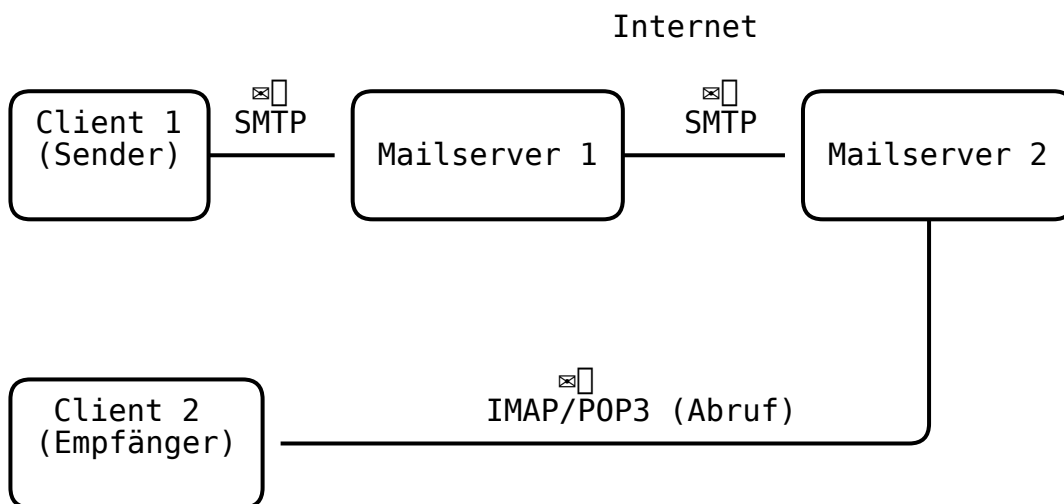 Internet
✉
SMTP
✉
SMTP
Client 1
(Sender)
Mailserver 1
Mailserver 2
✉
IMAP/POP3 (Abruf)
Client 2
(Empfänger)